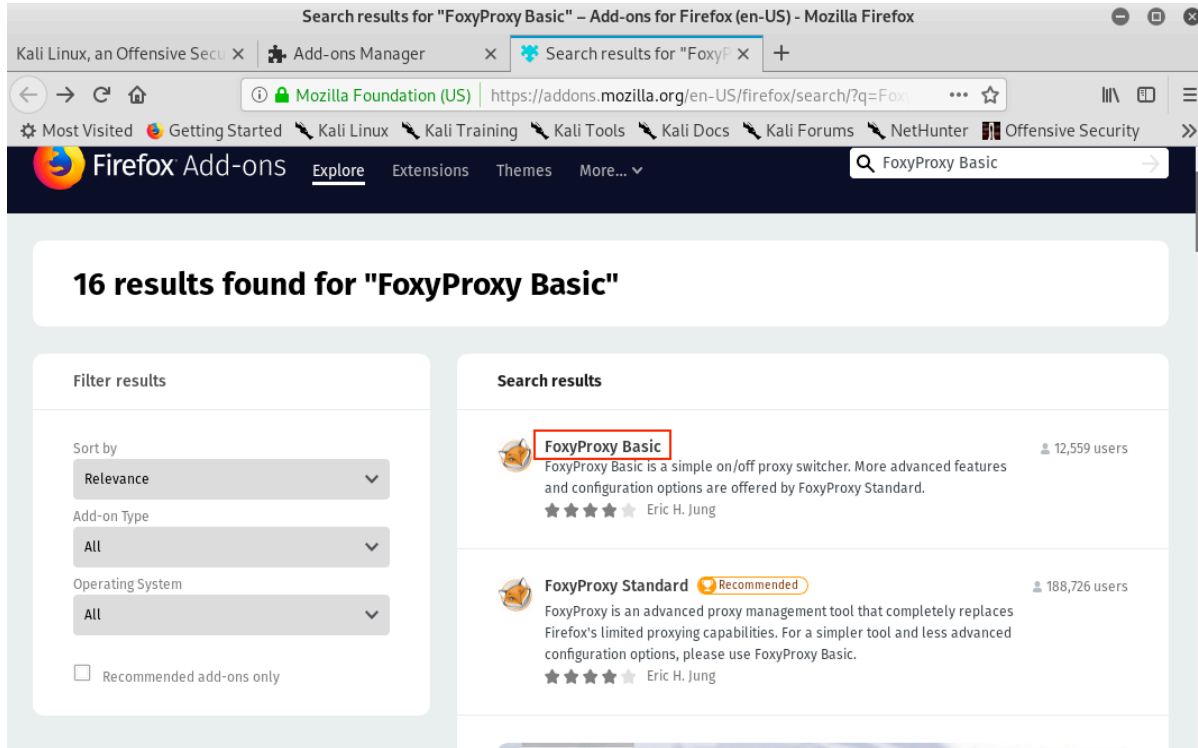 Search results for "FoxyProxy Basic" – Add-ons for Firefox (en-US) - Mozilla Firefox
Kali Linux, an Offensive Secu
Add-ons Manager
Search results for "FoxyP
Mozilla Foundation (US)
https://addons.mozilla.org/en-US/firefox/search/?q=Foxy
Most Visited Getting Started Kali Linux Kali Training Kali Tools Kali Docs Kali Forums NetHunter Offensive Security
Firefox Add-ons
Explore Extensions Themes More...
FoxyProxy Basic
16 results found for "FoxyProxy Basic"
Filter results
Sort by
Relevance
Add-on Type
All
Operating System
All
Recommended add-ons only
Search results
FoxyProxy Basic
12,559 users
FoxyProxy Basic is a simple on/off proxy switcher. More advanced features
and configuration options are offered by FoxyProxy Standard.
Eric H. Jung
FoxyProxy Standard Recommended
188,726 users
FoxyProxy is an advanced proxy management tool that completely replaces
Firefox's limited proxying capabilities. For a simpler tool and less advanced
configuration options, please use FoxyProxy Basic.
Eric H. Jung